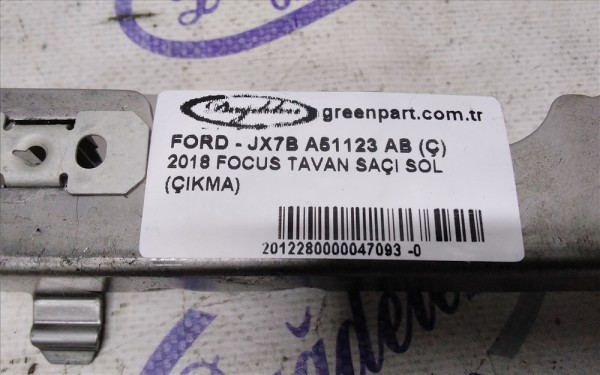 greenpart.com.tr
FORD - JX7B A51123 AB (Ç)
2018 FOCUS TAVAN SAÇI SOL
(ÇIKMA)
2012280000047093 -0